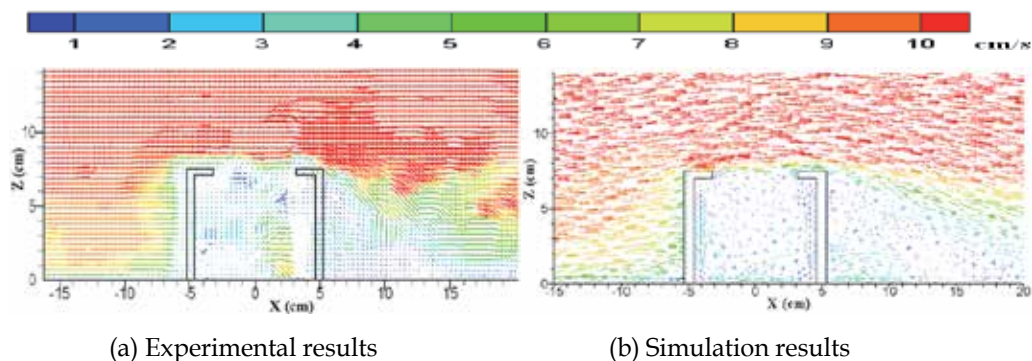 1 2 3 4 5 6 7 8 9 10 cm/s
Z (cm)
10
5
0
-15 -10 -5 0 5 10 15
X (cm)
Z (cm)
10
5
0
-15 -10 -5 0 5 10 15 20
X (cm)
(a) Experimental results
(b) Simulation results